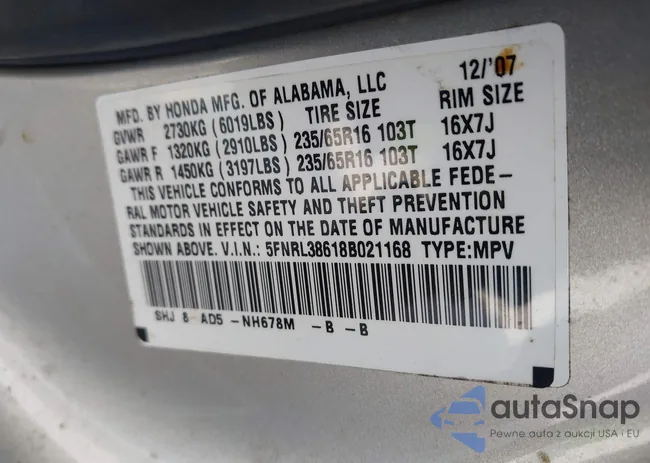 MFD. BY HONDA MFG. OF ALABAMA, LLC 12/'07
GVWR 2730KG (6019LBS) TIRE SIZE RIM SIZE
GAWR F 1320KG (2910LBS) 235/65R16 103T 16X7J
GAWR R 1450KG (3197LBS) 235/65R16 103T 16X7J
THIS VEHICLE CONFORMS TO ALL APPLICABLE FEDE-
RAL MOTOR VEHICLE SAFETY AND THEFT PREVENTION
STANDARDS IN EFFECT ON THE DATE OF MANUFACTURE
SHOWN ABOVE. V.I.N.: 5FNRL38618B021168 TYPE:MPV
SHJ 8 AD5 -NH678M -B -B
autaSnap
Pewne auta z aukcji USA i EU